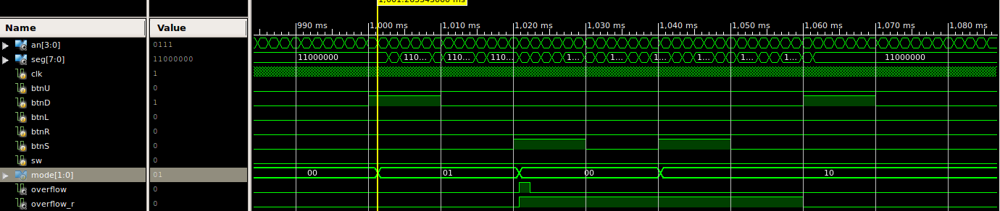 Name Value 990 ms 1,000 ms 1,010 ms 1,020 ms 1,030 ms 1,040 ms 1,050 ms 1,060 ms 1,070 ms 1,080 ms
an[3:0] 0111
seg[7:0] 11000000 11000000 110... 110... 110... 1... 1... 1... 1... 1... 1... 11000000
clk 1
btnU 0
btnD 1
btnL 0
btnR 0
btnS 0
sw 0
mode[1:0] 01 00 01 00 10
overflow 0
overflow_r 0